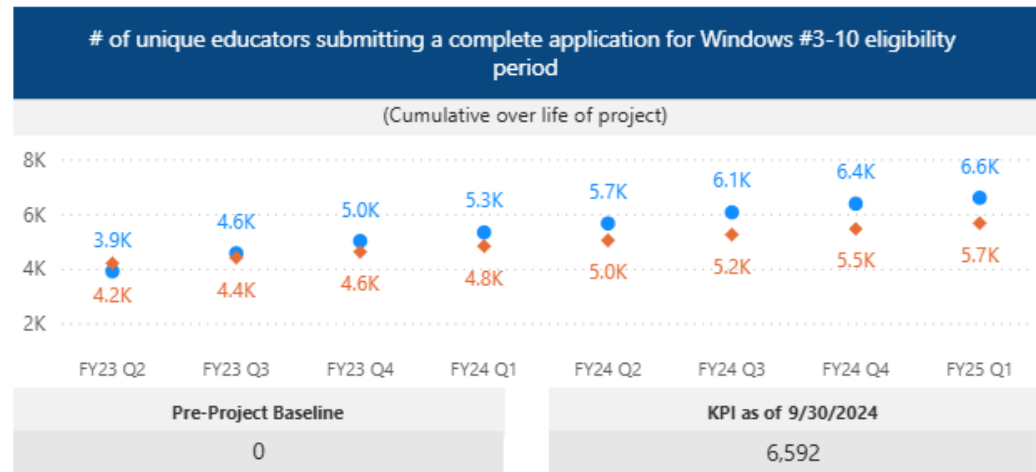 # of unique educators submitting a complete application for Windows #3-10 eligibility
period
(Cumulative over life of project)
8K
6K
4K
2K
3.9K
4.6K
5.0K
5.3K
5.7K
6.1K
6.4K
6.6K
4.2K
4.4K
4.6K
4.8K
5.0K
5.2K
5.5K
5.7K
FY23 Q2
FY23 Q3
FY23 Q4
FY24 Q1
FY24 Q2
FY24 Q3
FY24 Q4
FY25 Q1
Pre-Project Baseline
0
KPI as of 9/30/2024
6,592